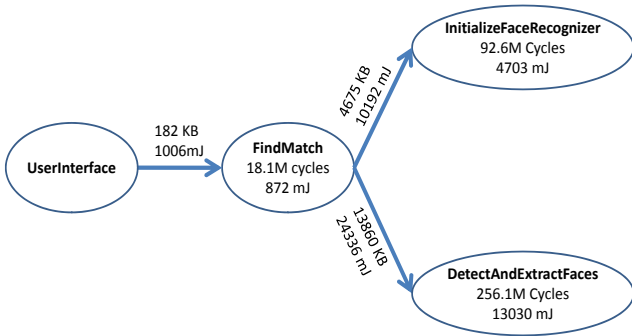 InitializeFaceRecognizer
92.6M Cycles
4703 mJ
4675 KB
10192 mJ
182 KB
1006mJ
UserInterface
FindMatch
18.1M cycles
872 mJ
13860 KB
24336 mJ
DetectAndExtractFaces
256.1M Cycles
13030 mJ